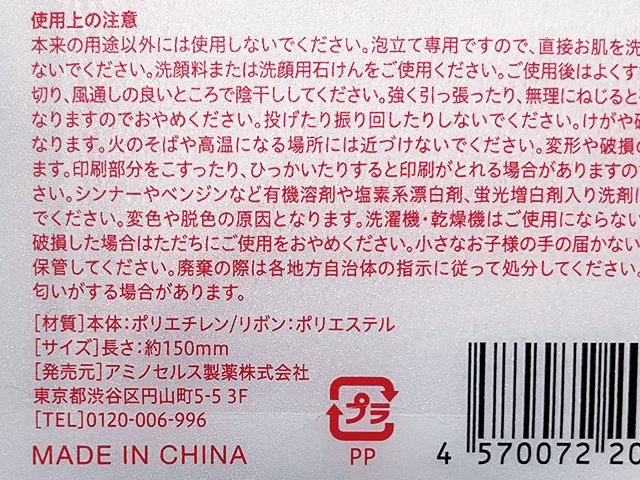 使用上の注意
本来の用途以外には使用しないでください。泡立て専用ですので、直接お肌を洗
ないでください。洗顔料または洗顔用石けんをご使用ください。ご使用後はよくす
切り、風通しの良いところで陰干ししてください。強く引っ張ったり、無理にねじると
なりますのでおやめください。投げたり振り回したりしないでください。けがや破
なります。火のそばや高温になる場所には近づけないでください。変形や破損の
ます。印刷部分をこすったり、ひっかいたりすると印刷がとれる場合がありますの
さい。シンナーやベンジンなど有機溶剤や塩素系漂白剤、蛍光増白剤入り洗剤に
でください。変色や脱色の原因となります。洗濯機・乾燥機はご使用にならない
破損した場合はただちにご使用をおやめください。小さなお子様の手の届かない
保管してください。廃棄の際は各地方自治体の指示に従って処分してください。
匂いがする場合があります。
[材質]本体:ポリエチレン/リボン:ポリエステル
[サイズ]長さ:約150mm
[発売元]アミノセルス製薬株式会社
東京都渋谷区円山町5-5 3F
[TEL]0120-006-996
MADE IN CHINA
プラ
PP
4 570072 20